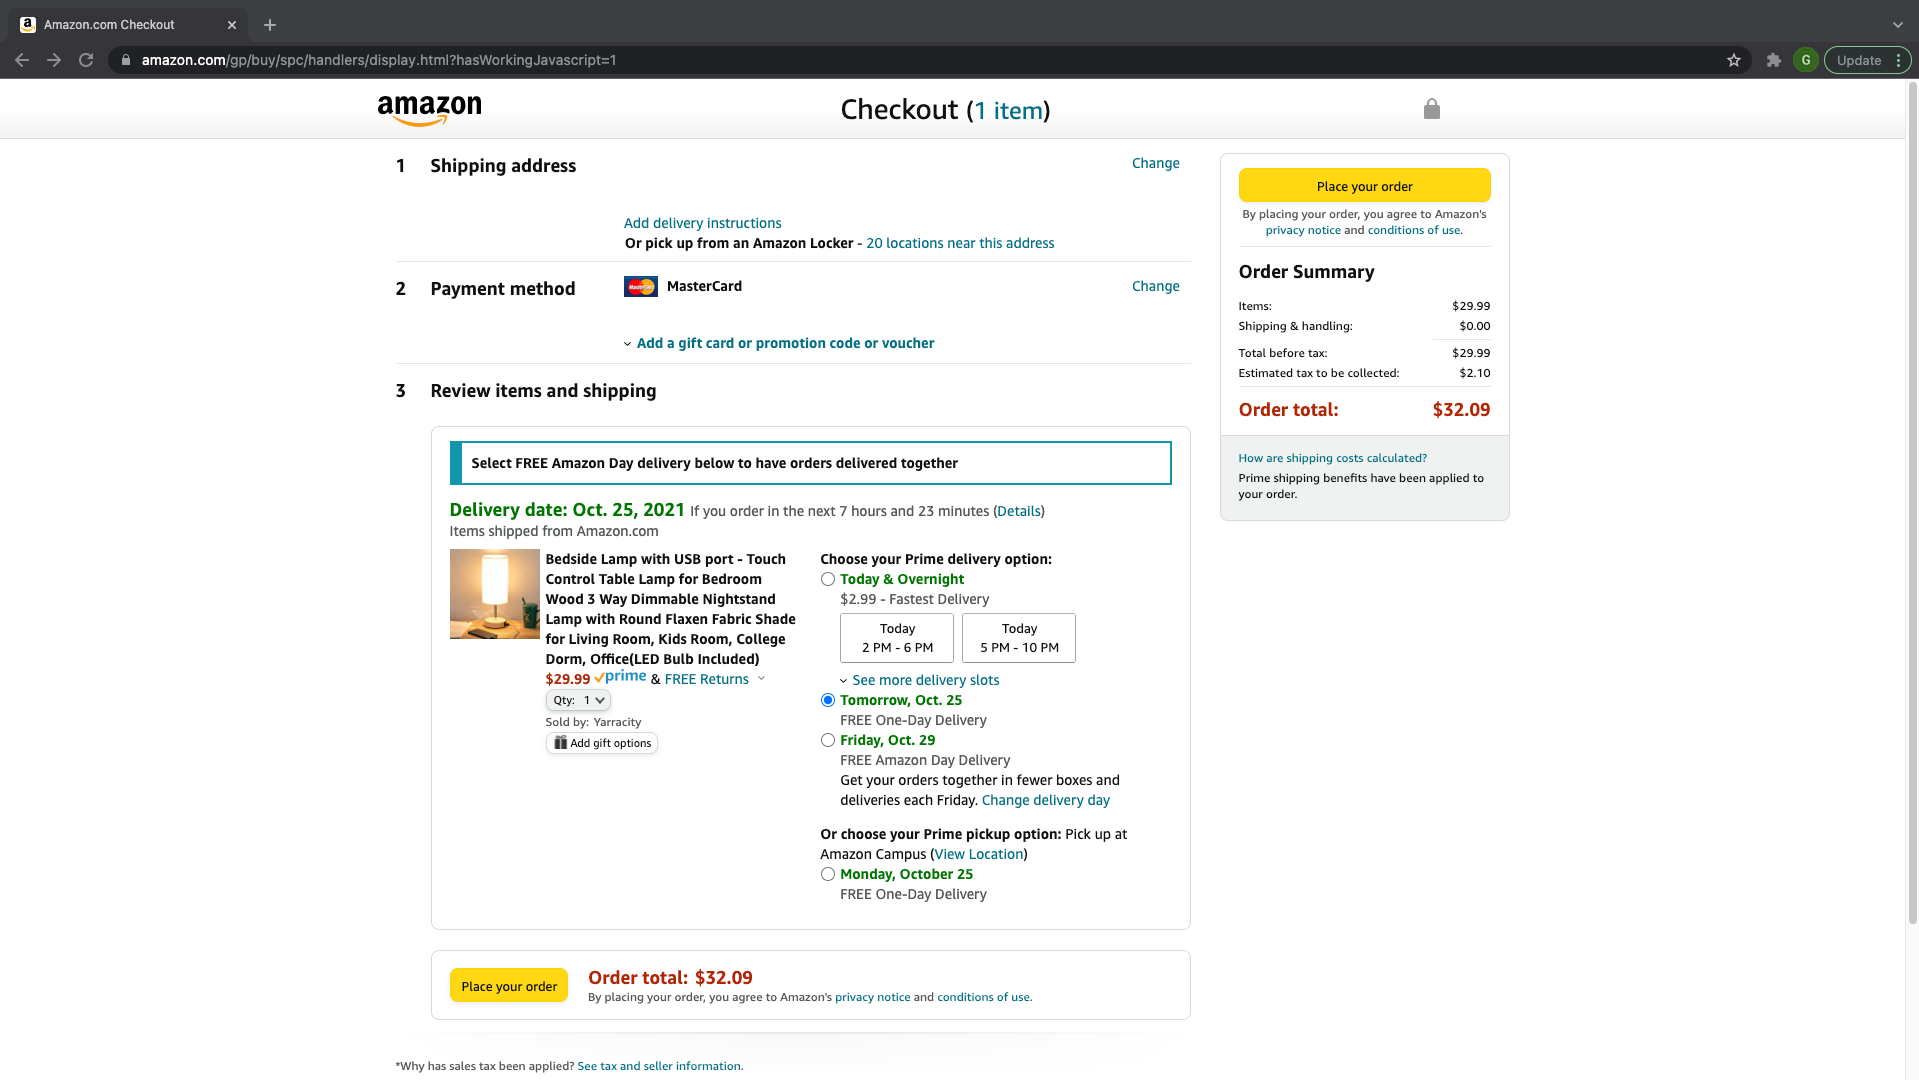 Amazon.com Checkout
amazon.com/gp/buy/spc/handlers/display.html?hasWorkingJavascript=1
G
Update
amazon
Checkout (1 item)
1 Shipping address
Change
Add delivery instructions
Or pick up from an Amazon Locker - 20 locations near this address
2 Payment method
MasterCard
MasterCard
Change
Add a gift card or promotion code or voucher
3 Review items and shipping
Select FREE Amazon Day delivery below to have orders delivered together
Delivery date: Oct. 25, 2021 If you order in the next 7 hours and 23 minutes (Details)
Items shipped from Amazon.com
Bedside Lamp with USB port - Touch
Control Table Lamp for Bedroom
Wood 3 Way Dimmable Nightstand
Lamp with Round Flaxen Fabric Shade
for Living Room, Kids Room, College
Dorm, Office(LED Bulb Included)
$29.99 prime & FREE Returns
Qty: 1
Sold by: Yarracity
Add gift options
Choose your Prime delivery option:
Today & Overnight
$2.99 - Fastest Delivery
Today
2 PM - 6 PM
Today
5 PM - 10 PM
See more delivery slots
Tomorrow, Oct. 25
FREE One-Day Delivery
Friday, Oct. 29
FREE Amazon Day Delivery
Get your orders together in fewer boxes and
deliveries each Friday. Change delivery day
Or choose your Prime pickup option: Pick up at
Amazon Campus (View Location)
Monday, October 25
FREE One-Day Delivery
Place your order
Order total: $32.09
By placing your order, you agree to Amazon's privacy notice and conditions of use.
*Why has sales tax been applied? See tax and seller information.
Place your order
By placing your order, you agree to Amazon's
privacy notice and conditions of use.
Order Summary
Items: $29.99
Shipping & handling: $0.00
Total before tax: $29.99
Estimated tax to be collected: $2.10
Order total: $32.09
How are shipping costs calculated?
Prime shipping benefits have been applied to
your order.